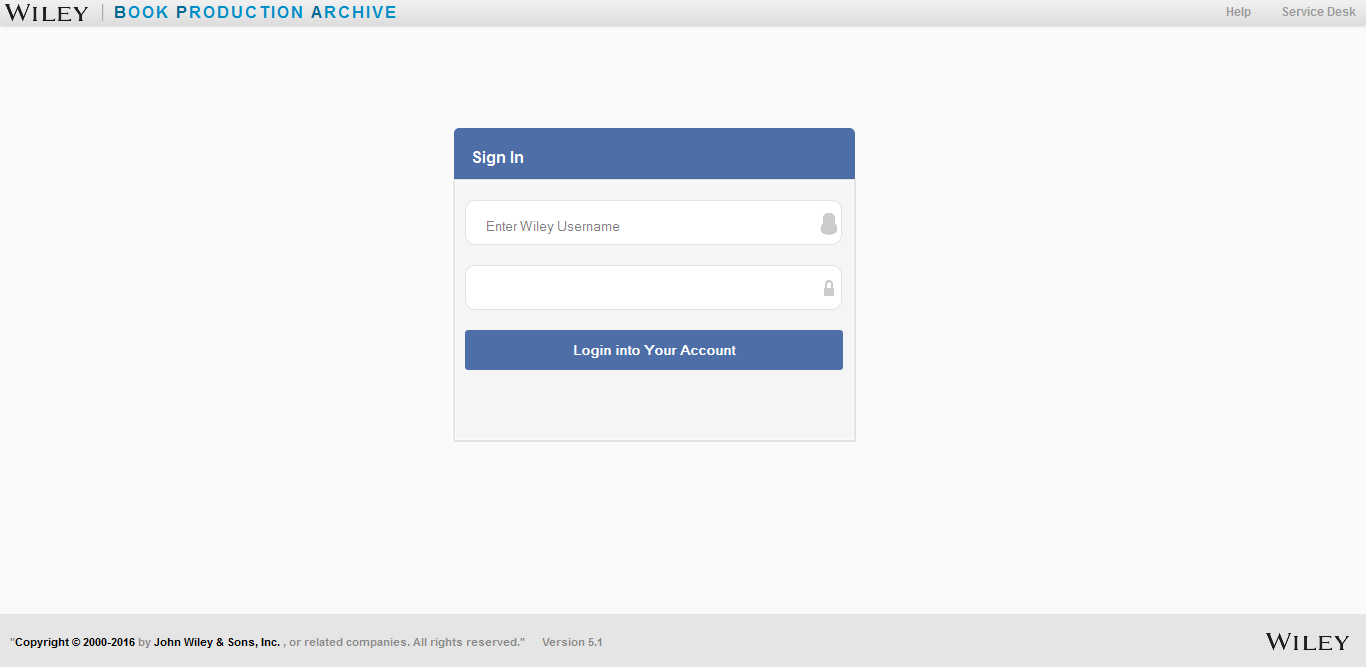 WILEY | BOOK PRODUCTION ARCHIVE Help Service Desk
Sign In
Enter Wiley Username
Login into Your Account
"Copyright © 2000-2016 by John Wiley & Sons, Inc. , or related companies. All rights reserved." Version 5.1 WILEY